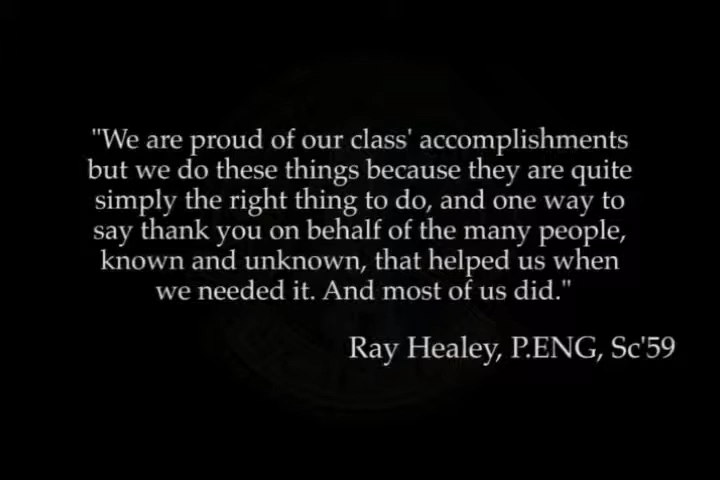 "We are proud of our class' accomplishments
but we do these things because they are quite
simply the right thing to do, and one way to
say thank you on behalf of the many people,
known and unknown, that helped us when
we needed it. And most of us did."
Ray Healey, P.ENG, Sc'59